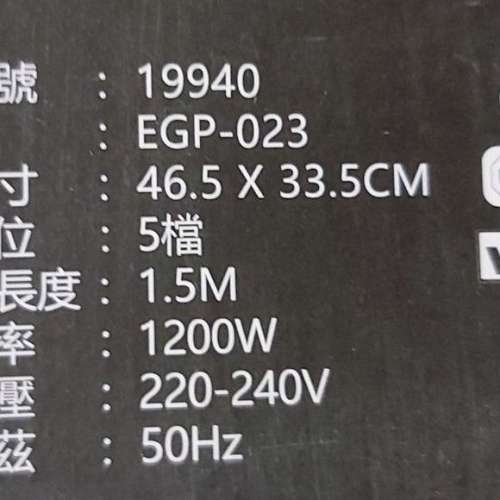 號 : 19940
: EGP-023
寸 : 46.5 X 33.5CM
位 : 5檔
長度 : 1.5M
率 : 1200W
壓 : 220-240V
茲 : 50Hz